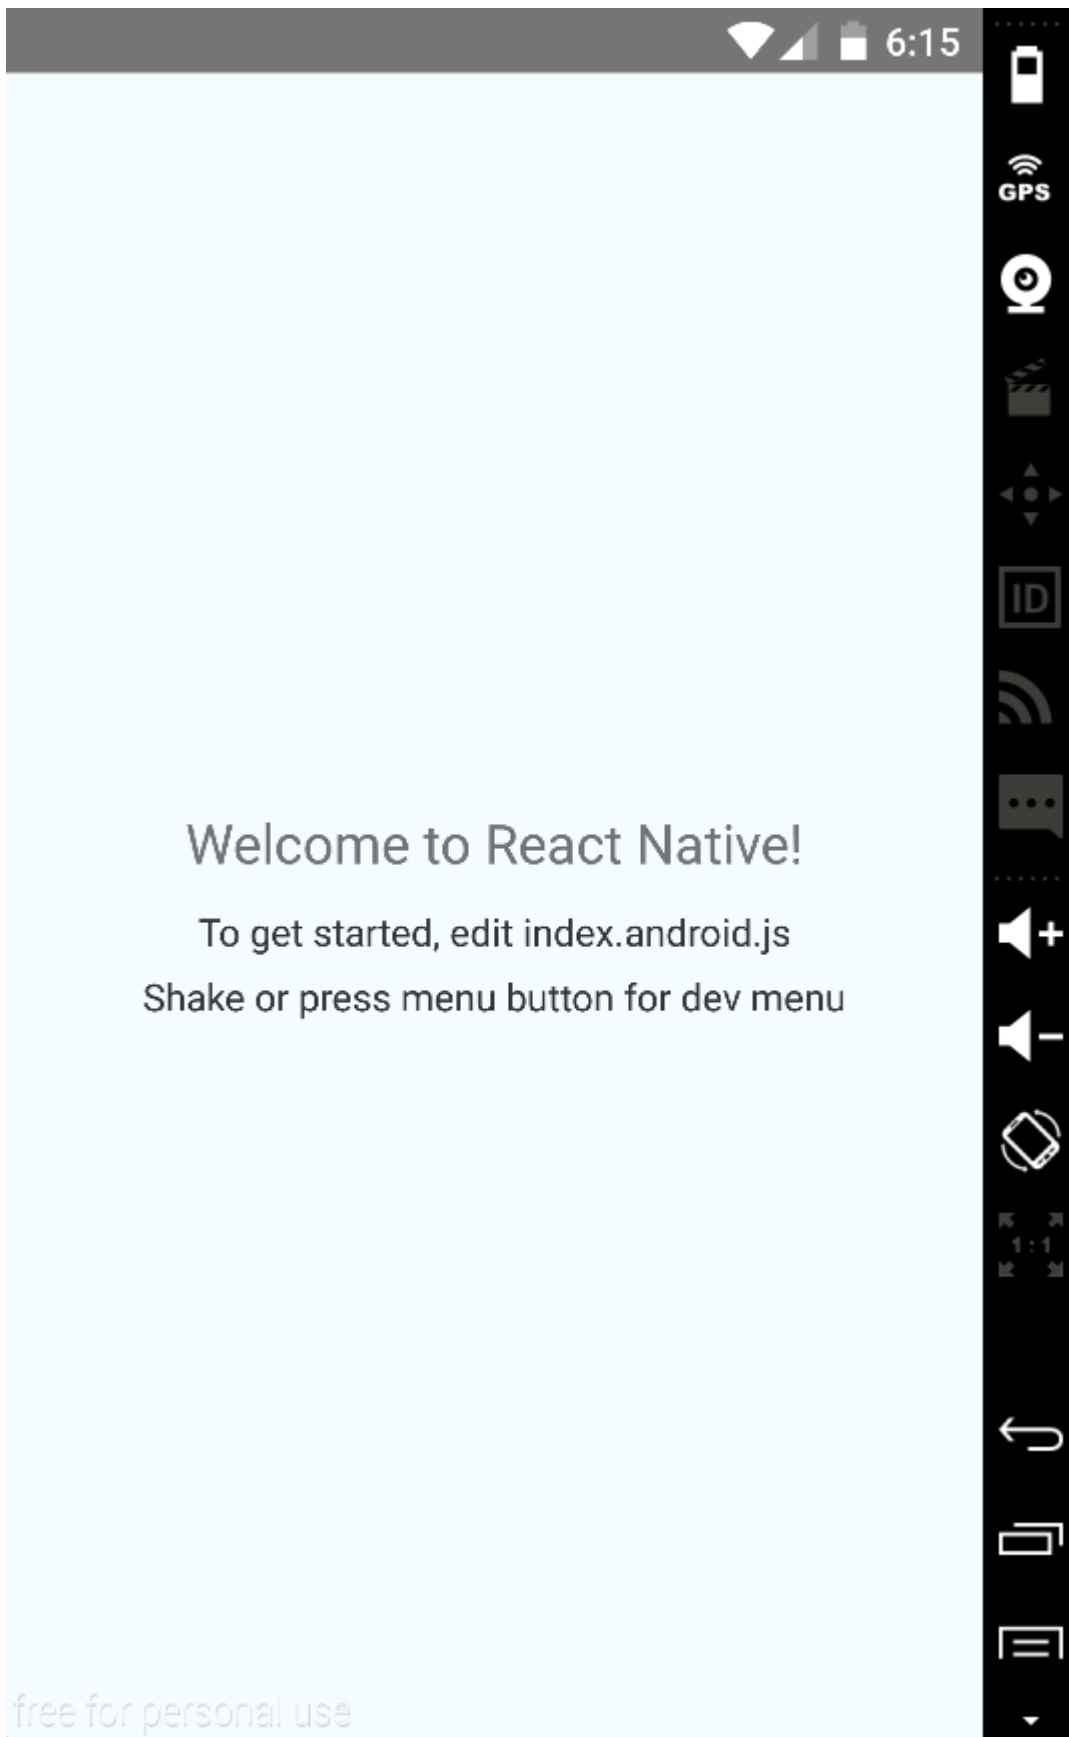 6:15
GPS
ID
Welcome to React Native!
To get started, edit index.android.js
Shake or press menu button for dev menu
1:1
free for personal use